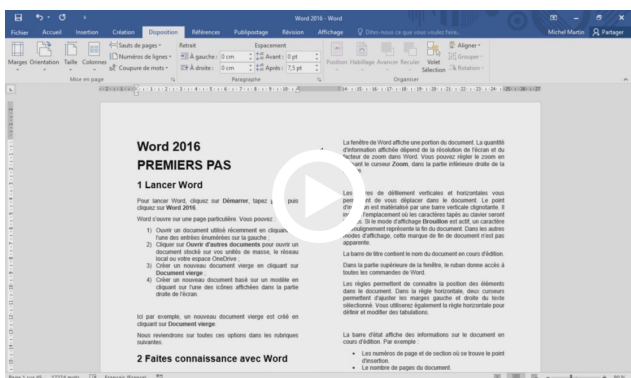 Word 2016 - Word
Fichier Accueil Insertion Création Disposition Références Publipostage Révision Affichage Dites-nous ce que vous voulez faire... Michel Martin Partager
Marges Orientation Taille Colonnes
Sauts de pages
Numéros de lignes
Coupure de mots
Mise en page
Retrait
À gauche : 0 cm
À droite : 0 cm
Espacement
Avant : 0 pt
Après : 7,5 pt
Paragraphe
Position Habillage Avancer Reculer Volet Sélection
Aligner
Grouper
Rotation
Organiser
Word 2016
PREMIERS PAS
1 Lancer Word
Pour lancer Word, cliquez sur Démarrer, tapez puis
cliquez sur Word 2016.
Word s'ouvre sur une page particulière. Vous pouvez :
1) Ouvrir un document utilisé récemment en cliquant
l'une des entrées énumérées sur la gauche ;
2) Cliquer sur Ouvrir d'autres documents pour ouvrir un
document stocké sur vos unités de masse, le réseau
local ou votre espace OneDrive ;
3) Créer un nouveau document vierge en cliquant sur
Document vierge ;
4) Créer un nouveau document basé sur un modèle en
cliquant sur l'une des icônes affichées dans la partie
droite de l'écran.
Ici par exemple, un nouveau document vierge est créé en
cliquant sur Document vierge.
Nous reviendrons sur toutes ces options dans les rubriques
suivantes.
2 Faites connaissance avec Word
La fenêtre de Word affiche une portion du document. La quantité
d'information affichée dépend de la résolution de l'écran et du
facteur de zoom dans Word. Vous pouvez régler le zoom en
le curseur Zoom, dans la partie inférieure droite de la
Les de défilement verticales et horizontales vous
de vous déplacer dans le document. Le point
est matérialisé par une barre verticale clignotante. Il
l'emplacement où les caractères tapés au clavier seront
Si le mode d'affichage Brouillon est actif, un caractère
soulignement représente la fin du document. Dans les autres
modes d'affichage, cette marque de fin de document n'est pas
apparente.
La barre de titre contient le nom du document en cours d'édition.
Dans la partie supérieure de la fenêtre, le ruban donne accès à
toutes les commandes de Word.
Les règles permettent de connaître la position des éléments
dans le document. Dans la règle horizontale, deux curseurs
permettent d'ajuster les marges gauche et droite du texte
sélectionné. Vous utiliserez également la règle horizontale pour
définir et modifier des tabulations.
La barre d'état affiche des informations sur le document en
cours d'édition. Par exemple :
• Les numéros de page et de section où se trouve le point
d'insertion.
• Le nombre de pages du document.